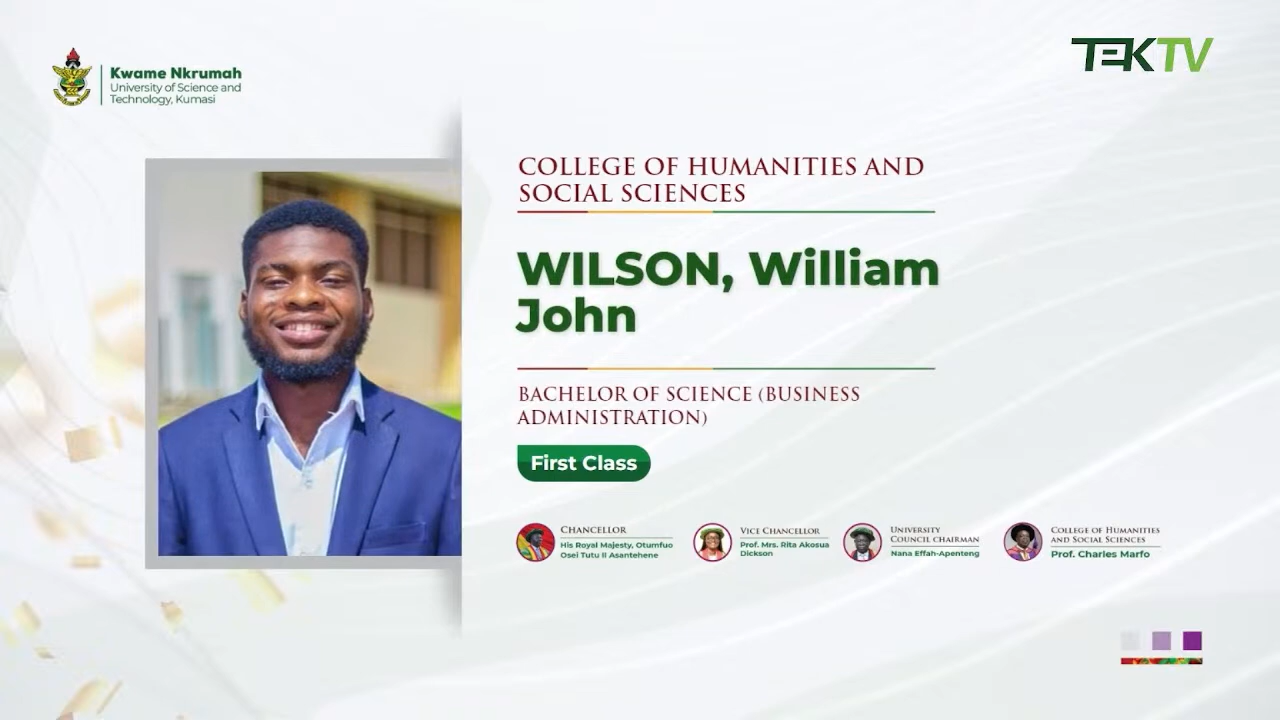 Kwame Nkrumah
University of Science and
Technology, Kumasi
TEKTV
COLLEGE OF HUMANITIES AND
SOCIAL SCIENCES
WILSON, William
John
BACHELOR OF SCIENCE (BUSINESS
ADMINISTRATION)
First Class
CHANCELLOR
His Royal Majesty, Otumfuo
Osei Tutu II Asantehene
VICE CHANCELLOR
Prof. Mrs. Rita Akosua
Dickson
UNIVERSITY
COUNCIL CHAIRMAN
Nana Effah-Apenteng
COLLEGE OF HUMANITIES
AND SOCIAL SCIENCES
Prof. Charles Marfo